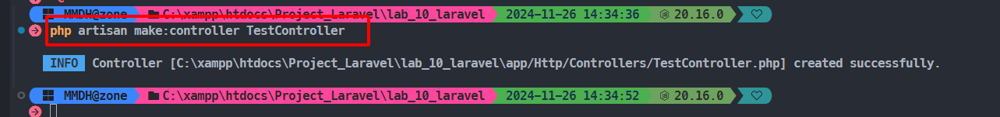 MMDH@zone C:\xampp\htdocs\Project_Laravel\lab_10_laravel 2024-11-26 14:34:36 20.16.0
php artisan make:controller TestController
INFO Controller [C:\xampp\htdocs\Project_Laravel\lab_10_laravel\app/Http/Controllers/TestController.php] created successfully.
MMDH@zone C:\xampp\htdocs\Project_Laravel\lab_10_laravel 2024-11-26 14:34:52 20.16.0